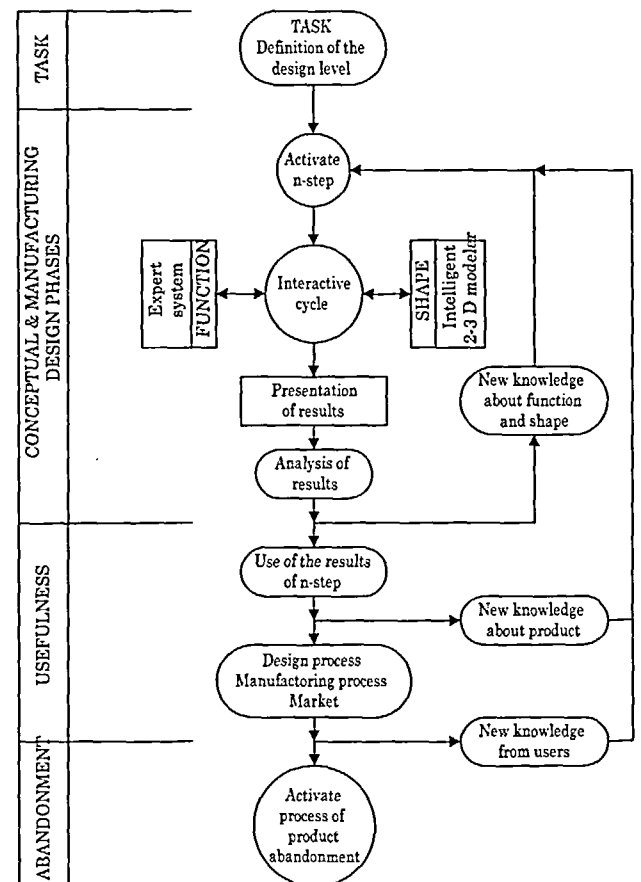 TASK
TASK
Definition of the
design level
CONCEPTUAL & MANUFACTURING
DESIGN PHASES
Activate
n-step
Expert
system
FUNCTION
Interactive
cycle
SHAPE
Intelligent
2-3 D modeler
Presentation
of results
New knowledge
about function
and shape
Analysis of
results
USEFULNESS
Use of the results
of n-step
New knowledge
about product
Design process
Manufactoring process
Market
ABANDONMENT
New knowledge
from users
Activate
process of
product
abandonment